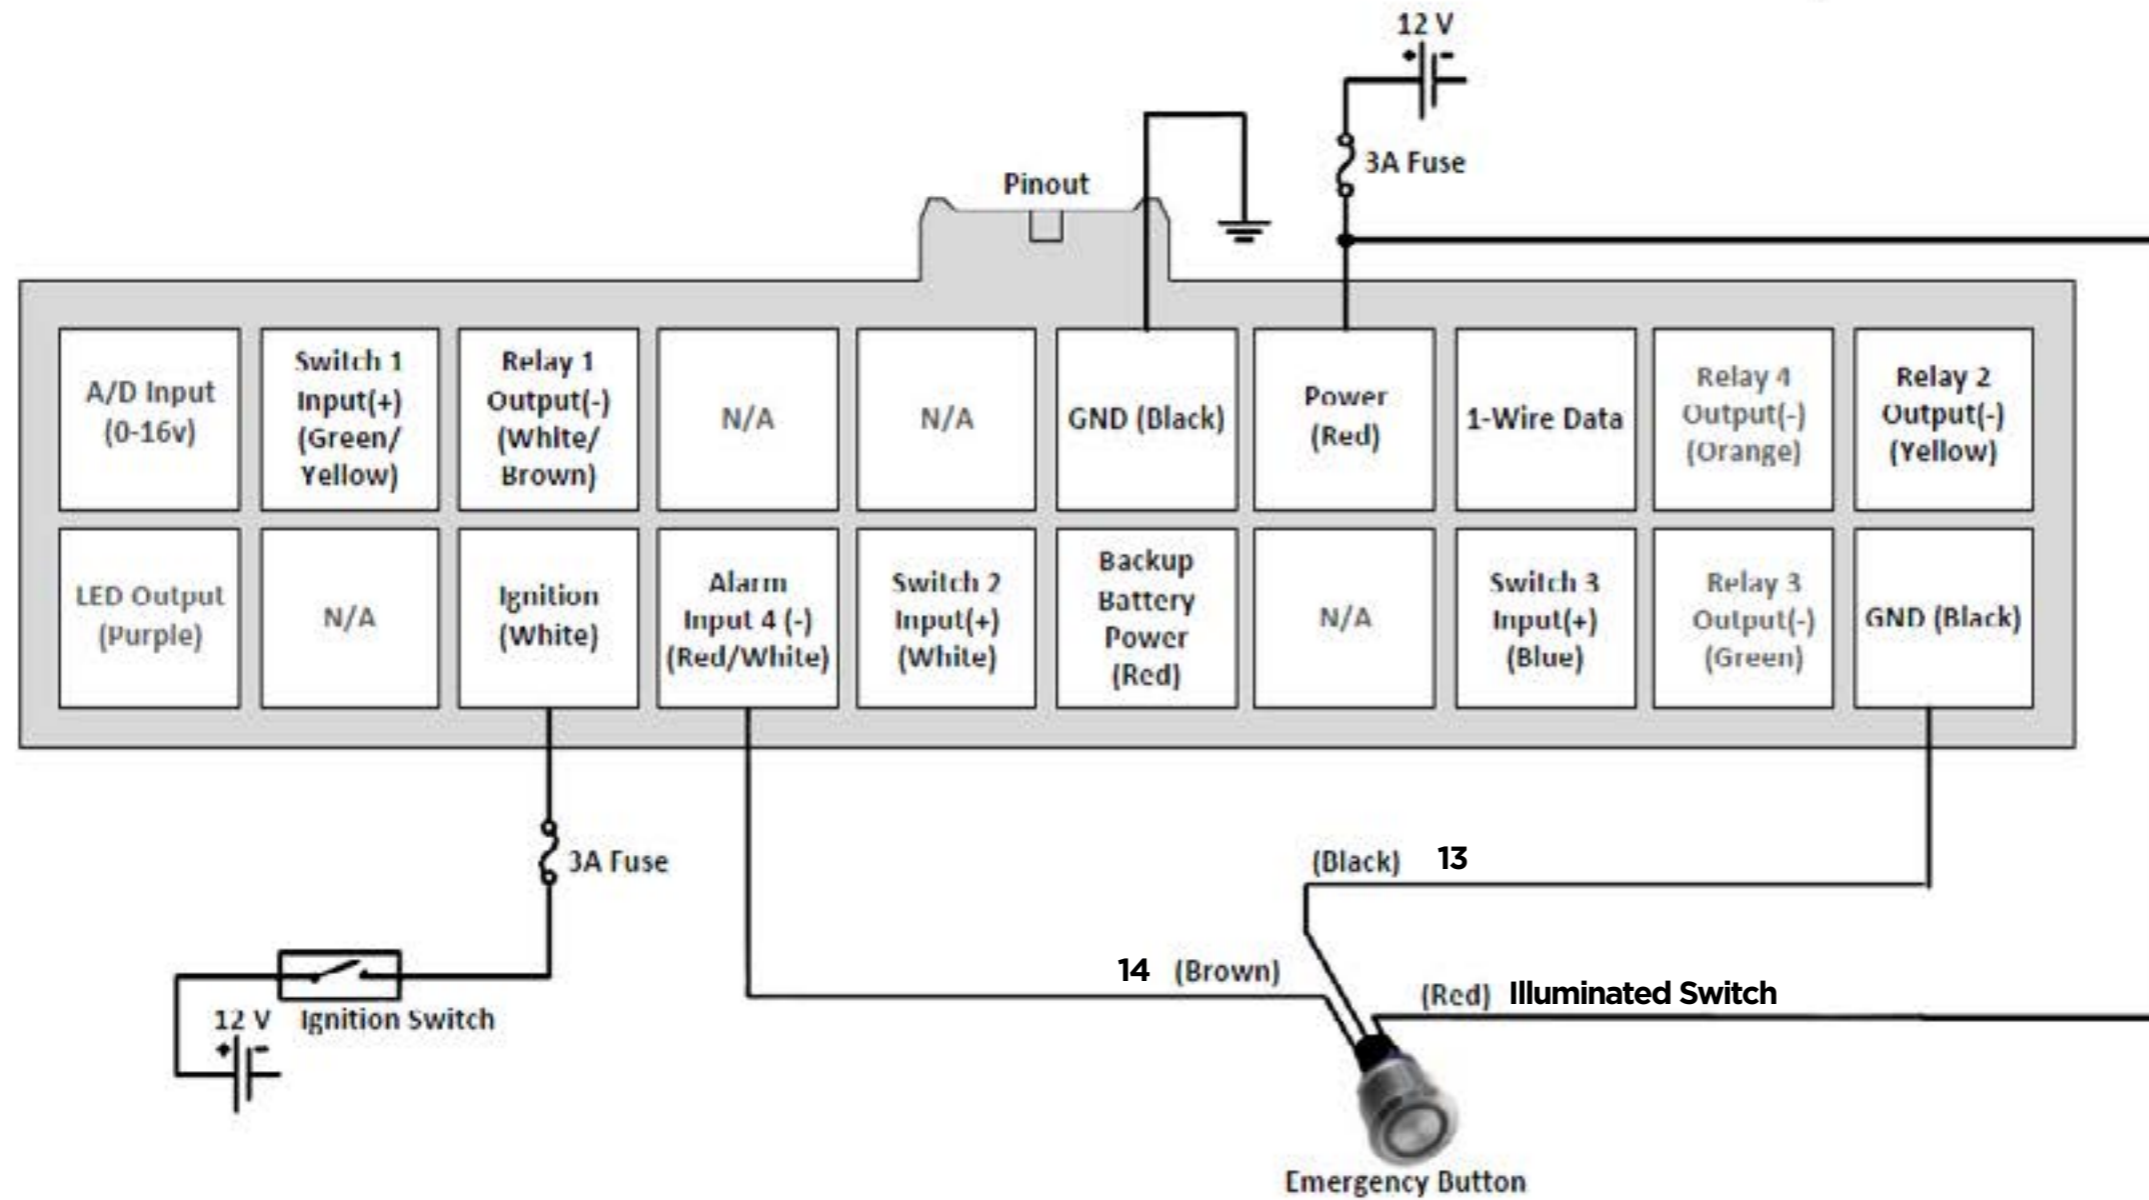 12 V
+ -
3A Fuse
Pinout
A/D Input
(0-16v)
Switch 1
Input(+)
(Green/
Yellow)
Relay 1
Output(-)
(White/
Brown)
N/A
N/A
GND (Black)
Power
(Red)
1-Wire Data
Relay 4
Output(-)
(Orange)
Relay 2
Output(-)
(Yellow)
LED Output
(Purple)
N/A
Ignition
(White)
Alarm
Input 4 (-)
(Red/White)
Switch 2
Input(+)
(White)
Backup
Battery
Power
(Red)
N/A
Switch 3
Input(+)
(Blue)
Relay 3
Output(-)
(Green)
GND (Black)
3A Fuse
(Black) 13
14 (Brown)
(Red) Illuminated Switch
12 V
+ -
Ignition Switch
Emergency Button